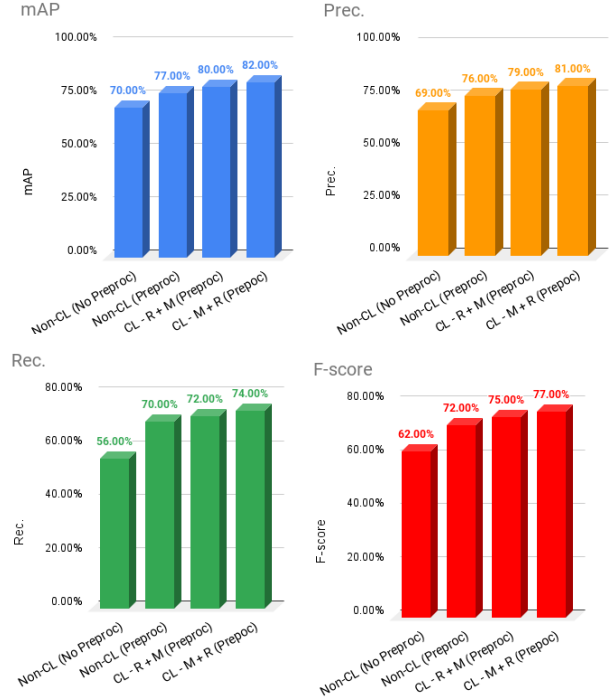 mAP
100.00%
75.00%
50.00%
25.00%
0.00%
mAP
70.00%
77.00%
80.00%
82.00%
Non-CL (No Preproc)
Non-CL (Preproc)
CL - R + M (Preproc)
CL - M + R (Prepoc)
Prec.
100.00%
75.00%
50.00%
25.00%
0.00%
Prec.
69.00%
76.00%
79.00%
81.00%
Non-CL (No Preproc)
Non-CL (Preproc)
CL - R + M (Preproc)
CL - M + R (Prepoc)
Rec.
80.00%
60.00%
40.00%
20.00%
0.00%
Rec.
56.00%
70.00%
72.00%
74.00%
Non-CL (No Preproc)
Non-CL (Preproc)
CL - R + M (Preproc)
CL - M + R (Prepoc)
F-score
80.00%
60.00%
40.00%
20.00%
0.00%
F-score
62.00%
72.00%
75.00%
77.00%
Non-CL (No Preproc)
Non-CL (Preproc)
CL - R + M (Preproc)
CL - M + R (Prepoc)